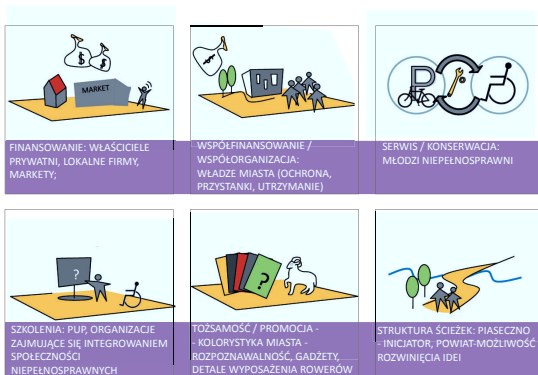 $
$
MARKET
FINANSOWANIE: WŁAŚCICIELE
PRYWATNI, LOKALNE FIRMY,
MARKETY;
$
WSPÓŁFINANSOWANIE /
WSPÓŁORGANIZACJA:
WŁADZE MIASTA (OCHRONA,
PRZYSTANKI, UTRZYMANIE)
P
SERWIS / KONSERWACJA:
MŁODZI NIEPEŁNOSPRAWNI
?
SZKOLENIA: PUP, ORGANIZACJE
ZAJMUJĄCE SIĘ INTEGROWANIEM
SPOŁECZNOŚCI
NIEPEŁNOSPRAWNYCH
?
TOŻSAMOŚĆ / PROMOCJA -
- KOLORYSTYKA MIASTA -
ROZPOZNAWALNOŚĆ, GADŻETY,
DETALE WYPOSAŻENIA ROWERÓW
STRUKTURA ŚCIEŻEK: PIASECZNO
- INICJATOR, POWIAT-MOŻLIWOŚĆ
ROZWINIĘCIA IDEI